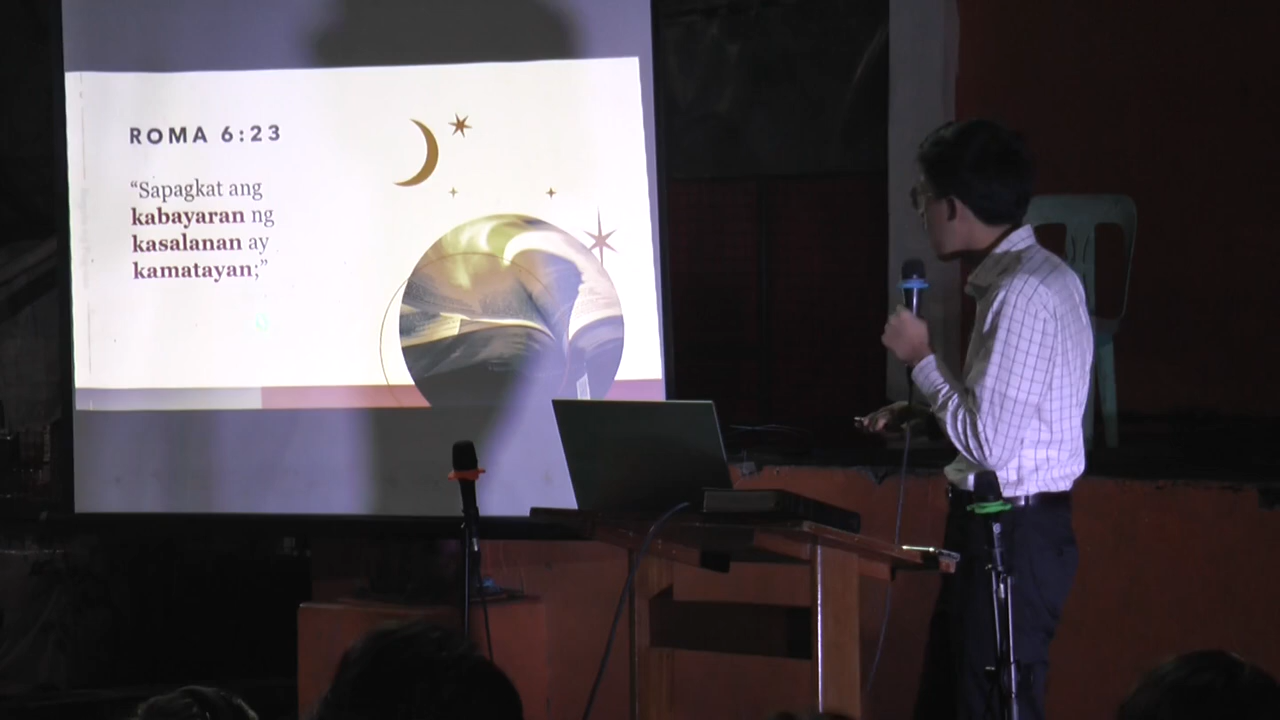 ROMA 6:23
“Sapagkat ang
kabayaran ng
kasalanan ay
kamatayan;”